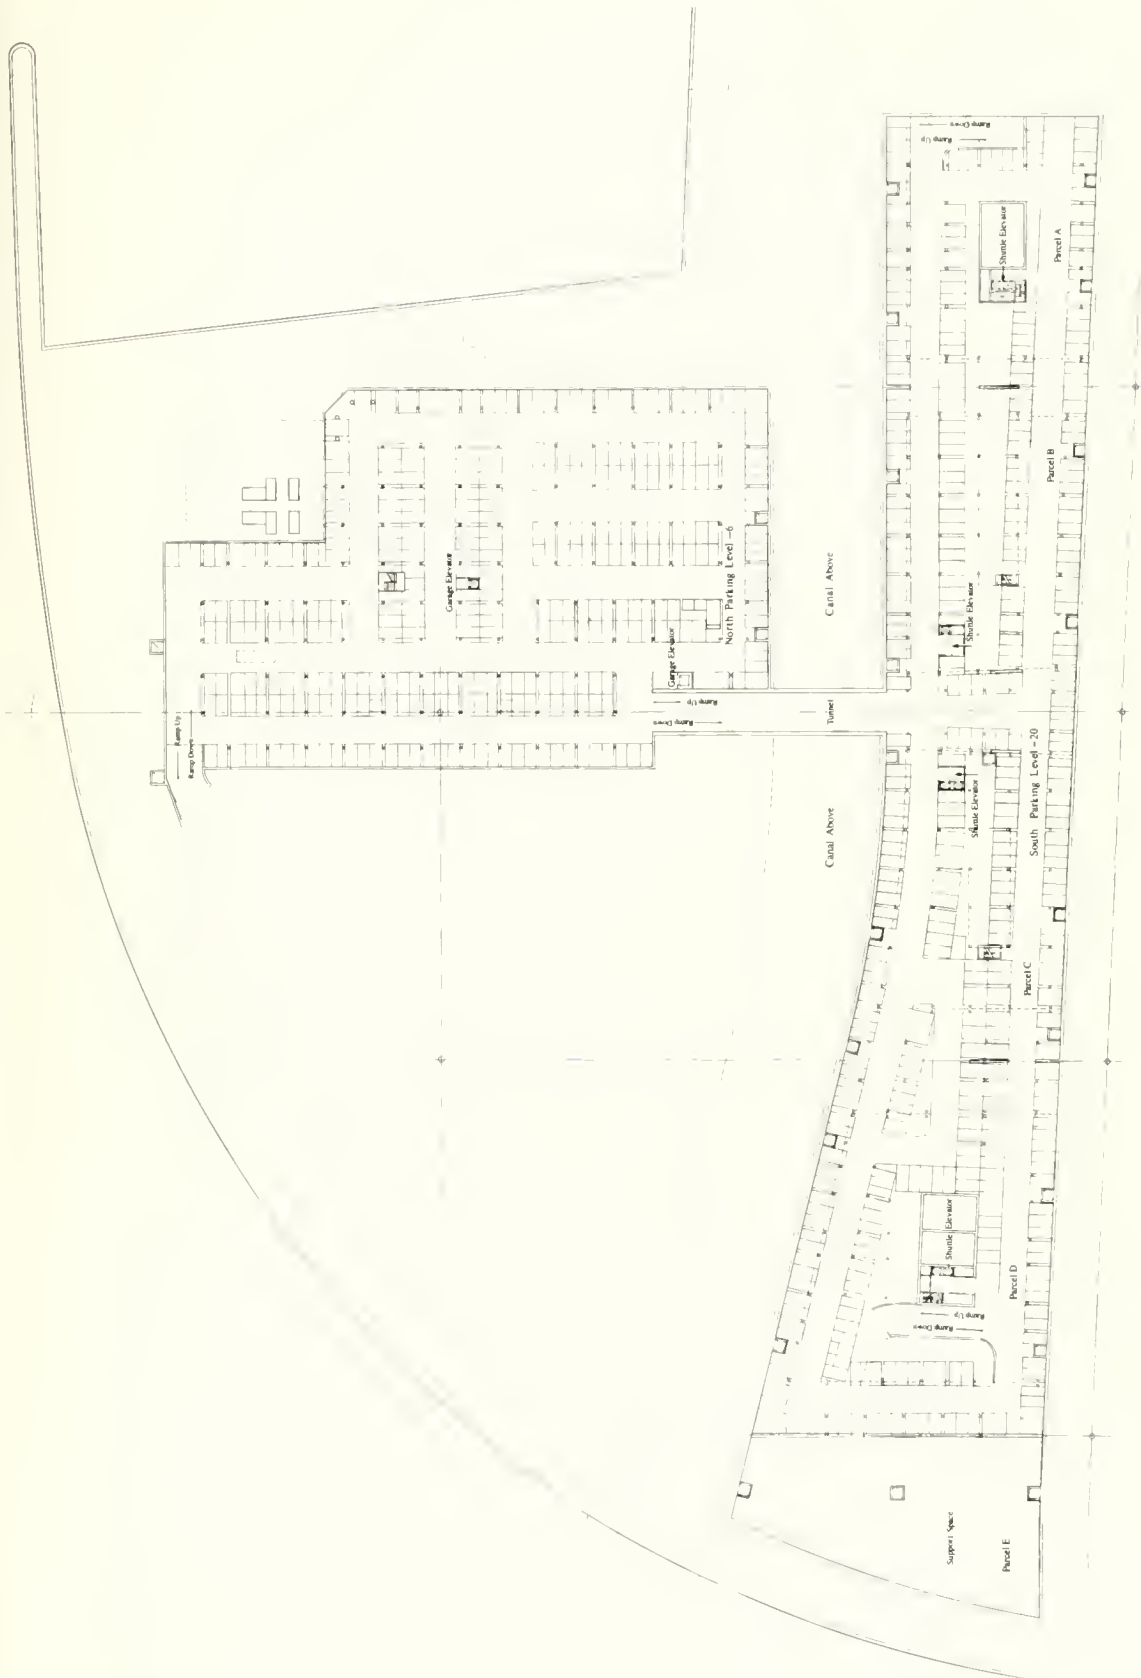 Ramp Down
Ramp Up
Shuttle Elevator
Parcel A
Parcel B
Garage Elevator
North Parking Level -6
Canal Above
Shuttle Elevator
Garage Elevator
Ramp Up
Ramp Down
Tunnel
Ramp Up
Ramp Down
South Parking Level -20
Shuttle Elevator
Canal Above
Parcel C
Shuttle Elevator
Parcel D
Ramp Up
Ramp Down
Support Space
Parcel E